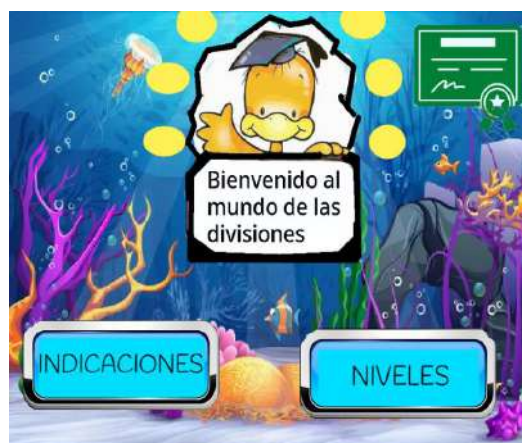 Bienvenido al
mundo de las
divisiones
INDICACIONES
NIVELES